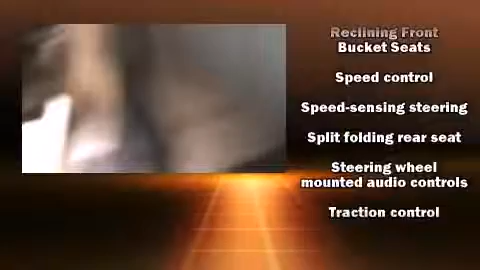 Reclining Front
Bucket Seats
Speed control
Speed-sensing steering
Split folding rear seat
Steering wheel
mounted audio controls
Traction control